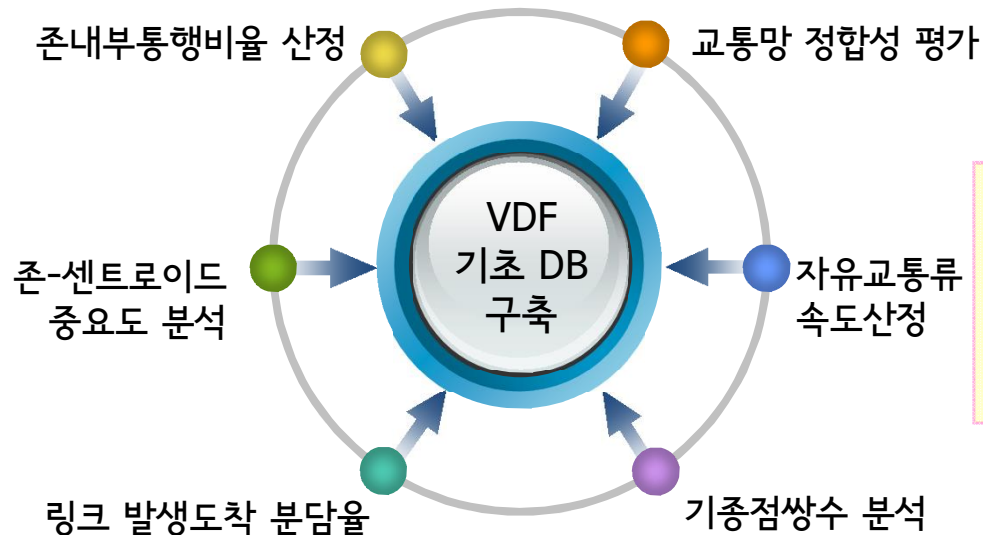 존내부통행비율 산정
교통망 정합성 평가
VDF
기초 DB
구축
존-센트로이드
중요도 분석
자유교통류
속도산정
링크 발생도착 분담율
기종점쌍수 분석